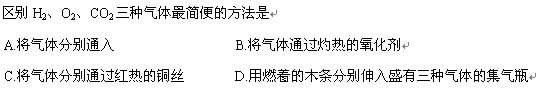 区别 H₂、O₂、CO₂三种气体最简便的方法是
A.将气体分别通入 B.将气体通过灼热的氧化剂
C.将气体分别通过红热的铜丝 D.用燃着的木条分别伸入盛有三种气体的集气瓶